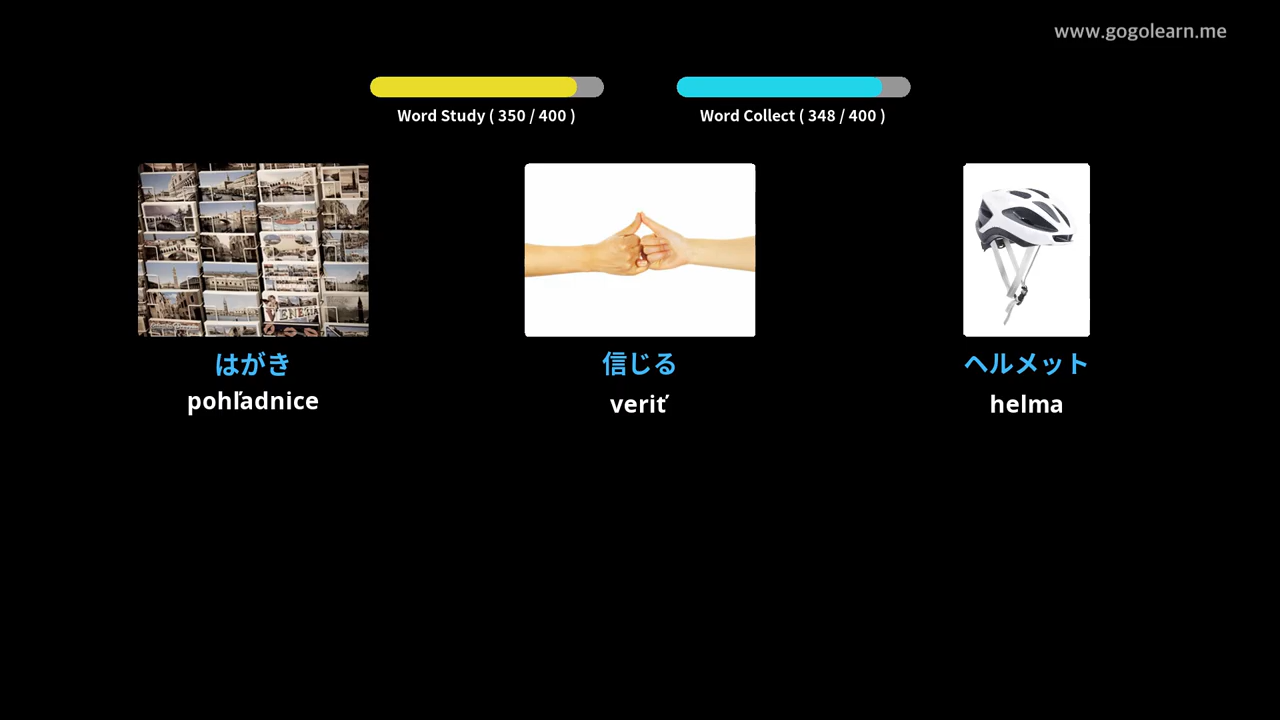 www.gogolearn.me
Word Study ( 350 / 400 )
Word Collect ( 348 / 400 )
はがき
信じる
ヘルメット
pohľadnice
veriť
helma